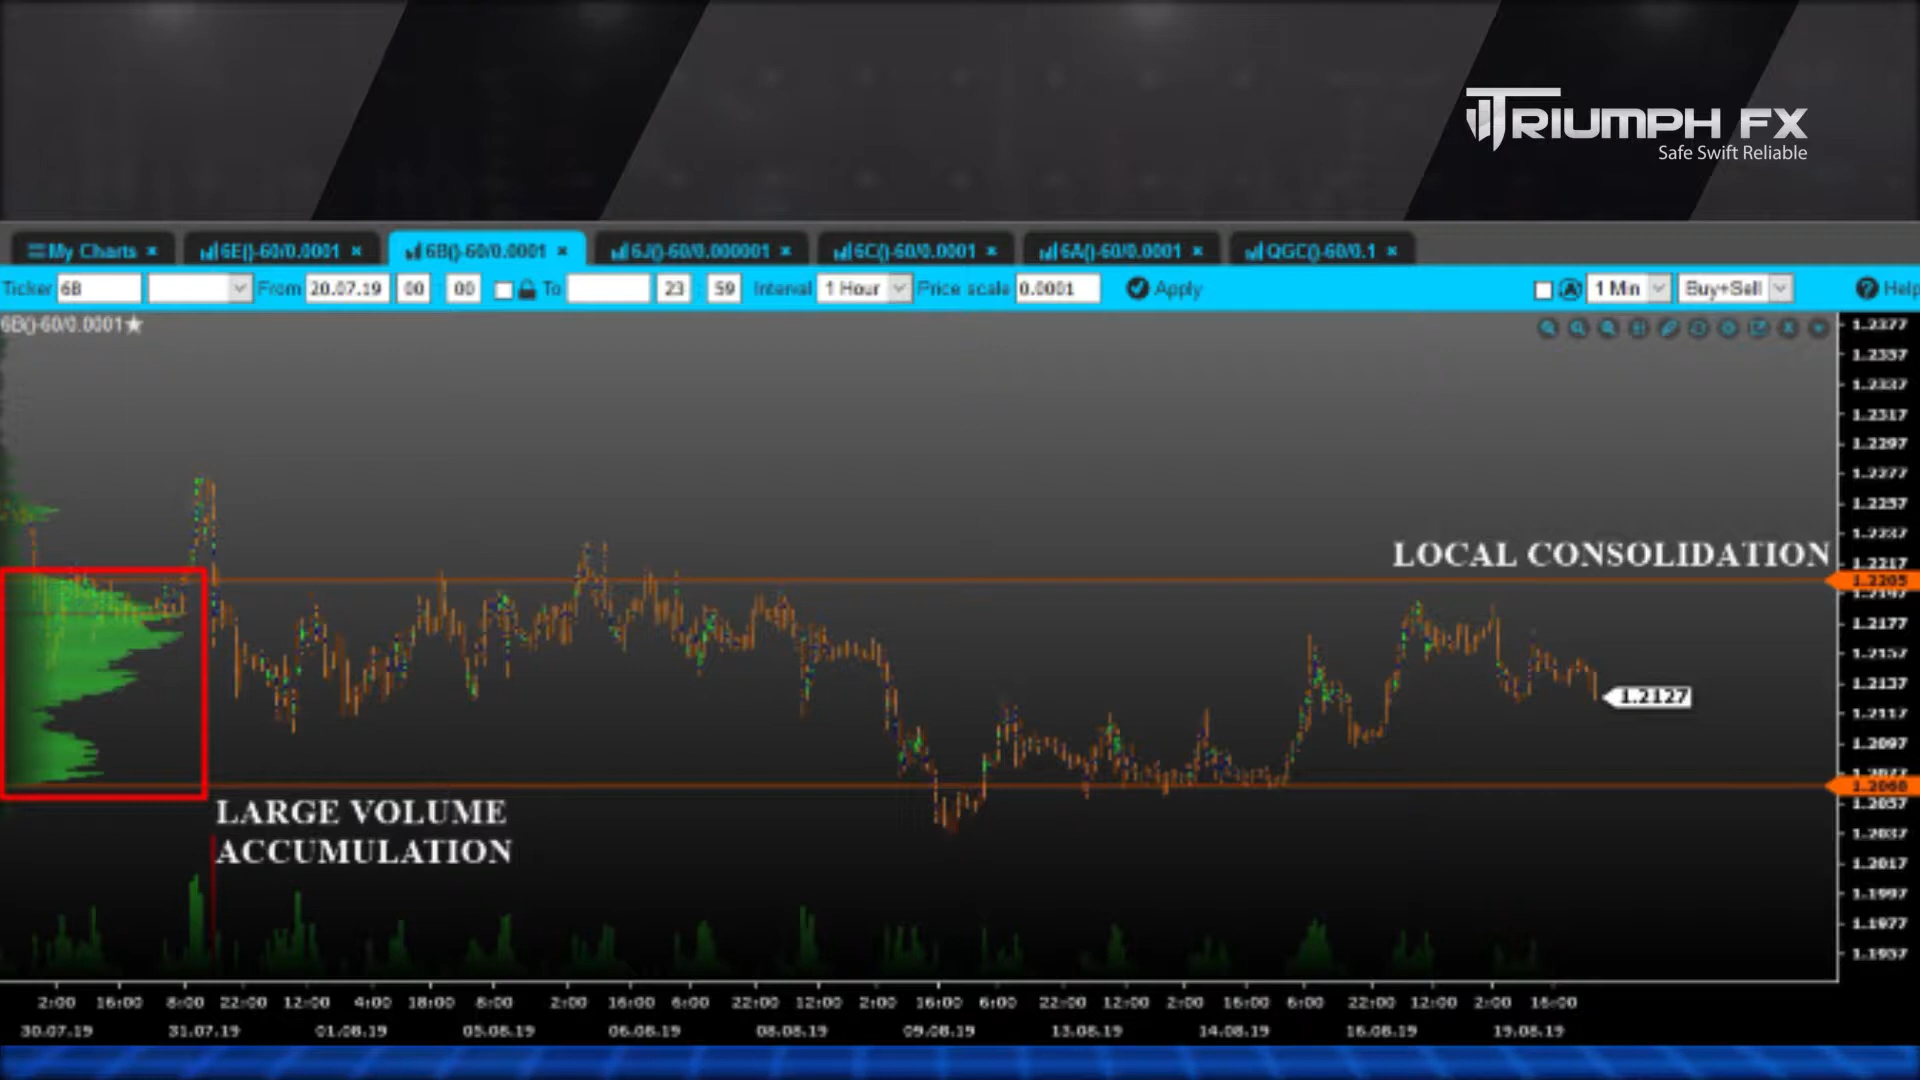 TRIUMPH FX
Safe Swift Reliable
My Charts × 6E()-60/0.0001 × 6B()-60/0.0001 × 6J()-60/0.000001 × 6C()-60/0.0001 × 6A()-60/0.0001 × QGC()-60/0.1 ×
Ticker 6B From 20.07.19 00 : 00 To 23 : 59 Interval 1 Hour Price scale 0.0001 Apply A 1 Min Buy+Sell ? Help
6B()-60/0.0001★
1.2377
1.2357
1.2337
1.2317
1.2297
1.2277
1.2257
1.2237
LOCAL CONSOLIDATION
1.2217
1.2205
1.2197
1.2177
1.2157
1.2137
1.2127
1.2117
1.2097
1.2077
1.2068
1.2057
LARGE VOLUME
1.2037
ACCUMULATION
1.2017
1.1997
1.1977
1.1957
2:00 16:00 8:00 22:00 12:00 4:00 18:00 8:00 2:00 16:00 6:00 22:00 12:00 2:00 16:00 6:00 22:00 12:00 2:00 16:00 6:00 22:00 12:00 2:00 16:00
30.07.19 31.07.19 01.08.19 05.08.19 06.08.19 08.08.19 09.08.19 13.08.19 14.08.19 16.08.19 19.08.19